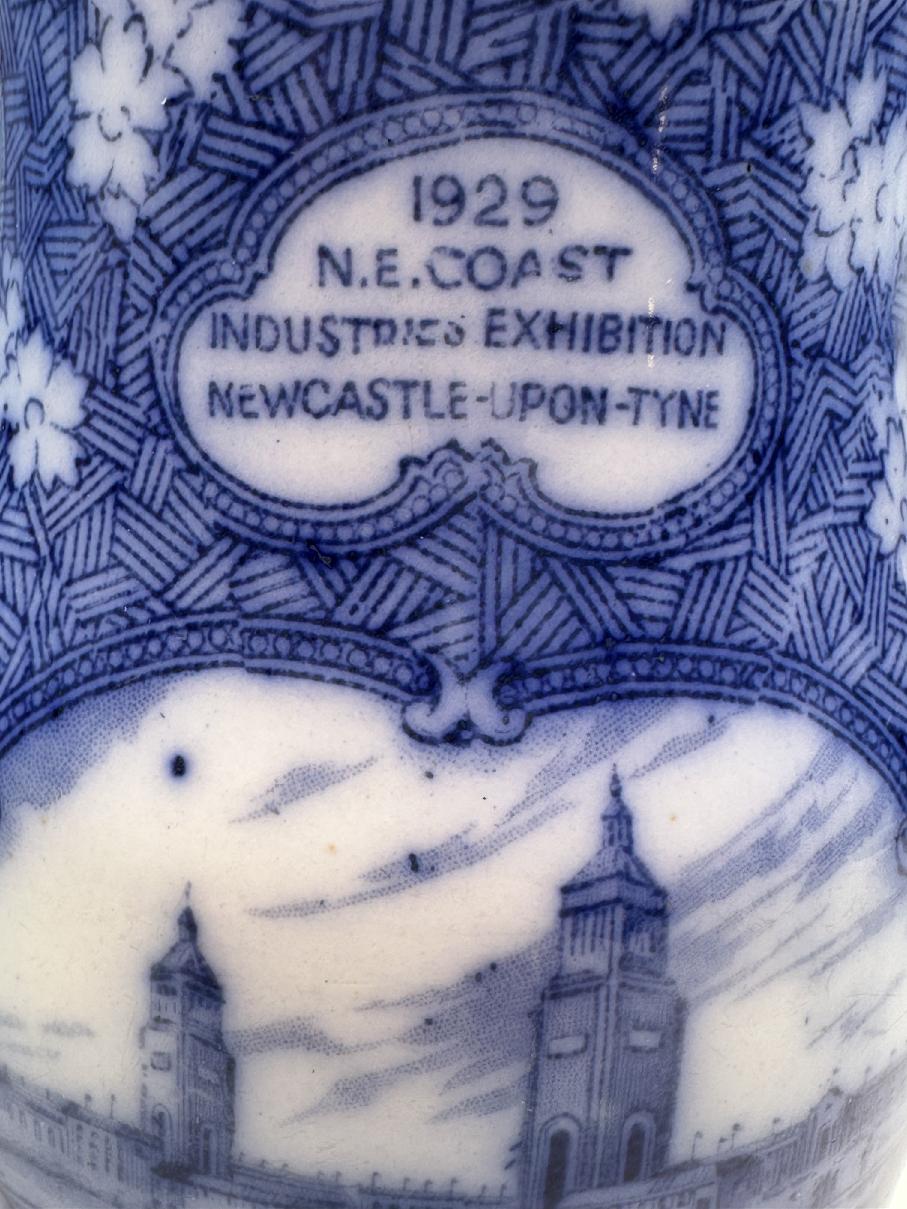 1929
N.E. COAST
INDUSTRIES EXHIBITION
NEWCASTLE-UPON-TYNE